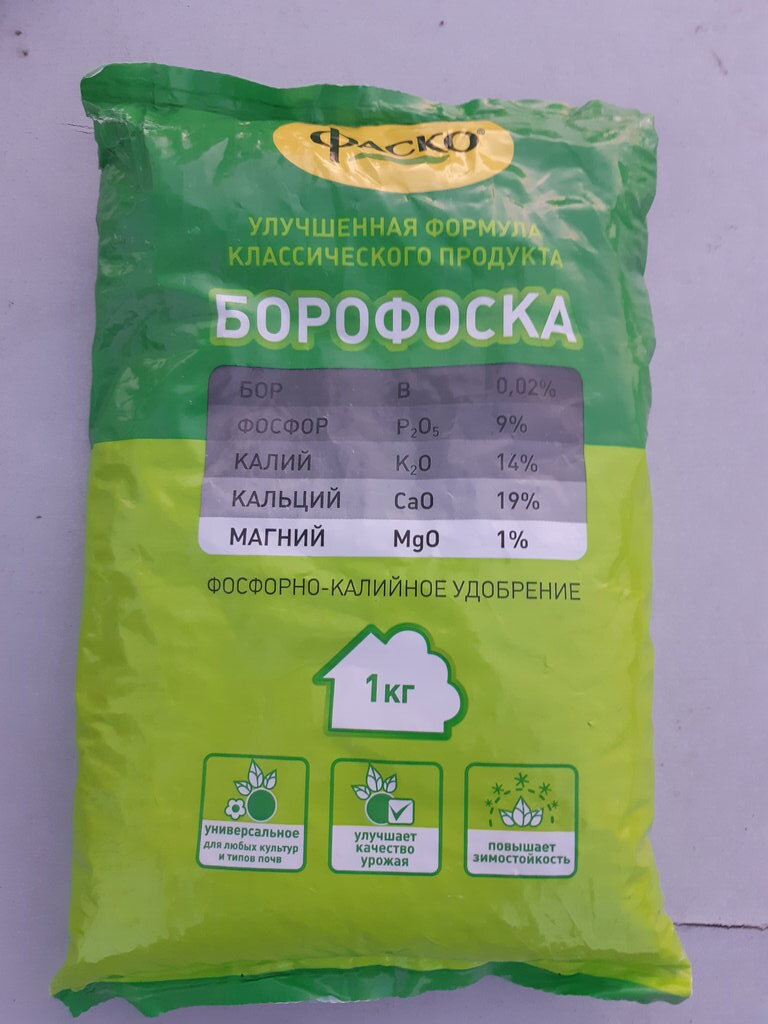 ФАСКО®
УЛУЧШЕННАЯ ФОРМУЛА
КЛАССИЧЕСКОГО ПРОДУКТА
БОРОФОСКА
БОР B 0,02%
ФОСФОР P₂O₅ 9%
КАЛИЙ K₂O 14%
КАЛЬЦИЙ CaO 19%
МАГНИЙ MgO 1%
ФОСФОРНО-КАЛИЙНОЕ УДОБРЕНИЕ
1кг
универсальное
для любых культур
и типов почв
улучшает
качество
урожая
повышает
зимостойкость